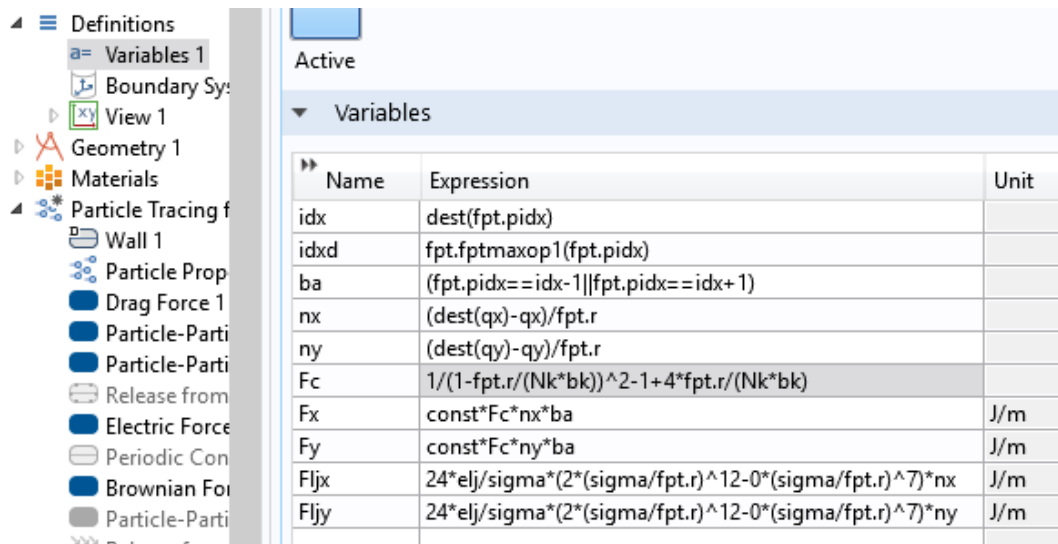 Definitions
a= Variables 1
Boundary Sys
View 1
Geometry 1
Materials
Particle Tracing f
Wall 1
Particle Prop
Drag Force 1
Particle-Parti
Particle-Parti
Release from
Electric Force
Periodic Con
Brownian For
Particle-Parti
Active
Variables
Name Expression Unit
idx dest(fpt.pidx)
idxd fpt.fptmaxop1(fpt.pidx)
ba (fpt.pidx==idx-1||fpt.pidx==idx+1)
nx (dest(qx)-qx)/fpt.r
ny (dest(qy)-qy)/fpt.r
Fc 1/(1-fpt.r/(Nk*bk))^2-1+4*fpt.r/(Nk*bk)
Fx const*Fc*nx*ba J/m
Fy const*Fc*ny*ba J/m
Fljx 24*elj/sigma*(2*(sigma/fpt.r)^12-0*(sigma/fpt.r)^7)*nx J/m
Fljy 24*elj/sigma*(2*(sigma/fpt.r)^12-0*(sigma/fpt.r)^7)*ny J/m